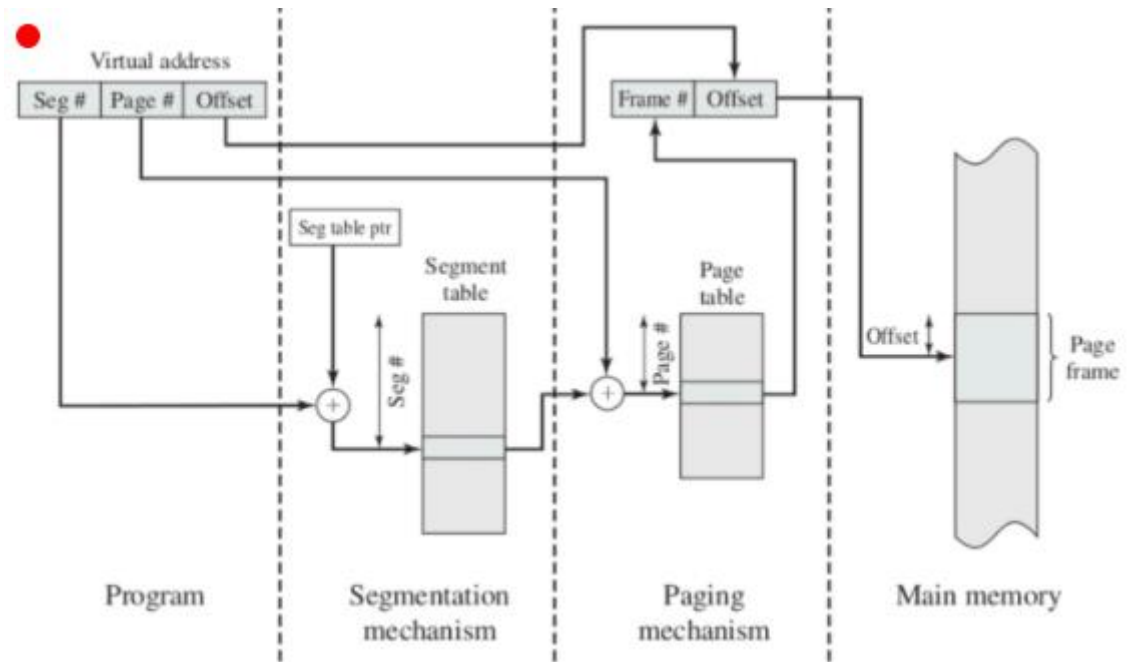 Virtual address
Seg # Page # Offset
Frame # Offset
Seg table ptr
Segment
table
Page
table
Seg #
Page #
Offset
Page
frame
+
+
Program
Segmentation
mechanism
Paging
mechanism
Main memory